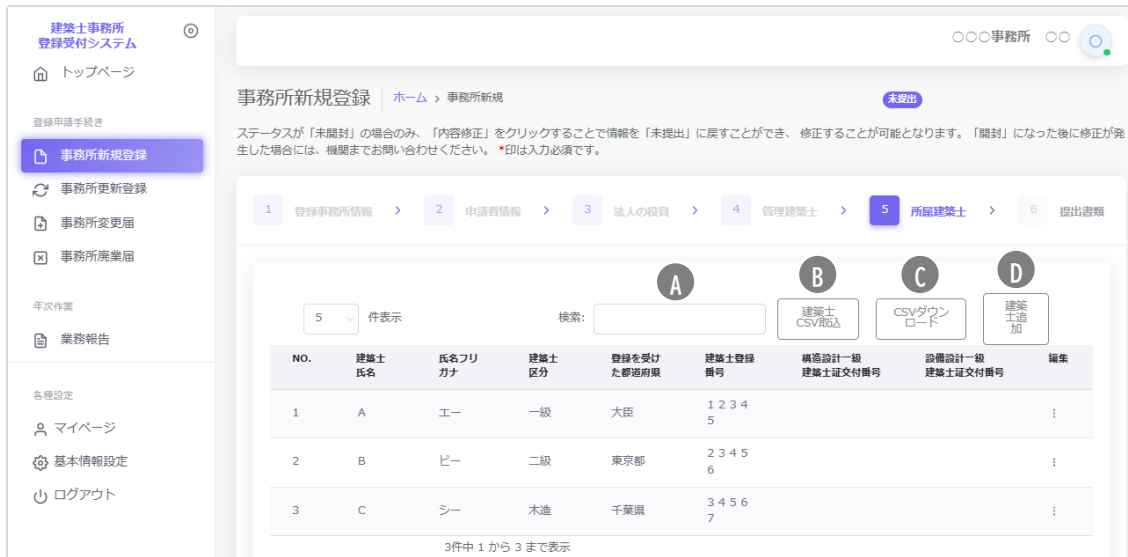 建築士事務所
登録受付システム
トップページ
登録申請手続き
事務所新規登録
事務所更新登録
事務所変更届
事務所廃業届
年次作業
業務報告
各種設定
マイページ
基本情報設定
ログアウト
○○○事務所 ○○ ○
事務所新規登録 ホーム › 事務所新規 未提出
ステータスが「未開封」の場合のみ、「内容修正」をクリックすることで情報を「未提出」に戻すことができ、 修正することが可能となります。「開封」になった後に修正が発
生した場合には、機関までお問い合わせください。 *印は入力必須です。
1 登録事務所情報 › 2 申請者情報 › 3 法人の役員 › 4 管理建築士 › 5 所属建築士 › 6 提出書類
A B C D
5 件表示 検索: 建築士 CSV取込 CSVダウンロード 建築士追加
NO. 建築士氏名 氏名フリガナ 建築士区分 登録を受けた都道府県 建築士登録番号 構造設計一級建築士証交付番号 設備設計一級建築士証交付番号 編集
1 A エー 一級 大臣 12345
2 B ビー 二級 東京都 23456
3 C シー 木造 千葉県 34567
3件中 1 から 3 まで表示